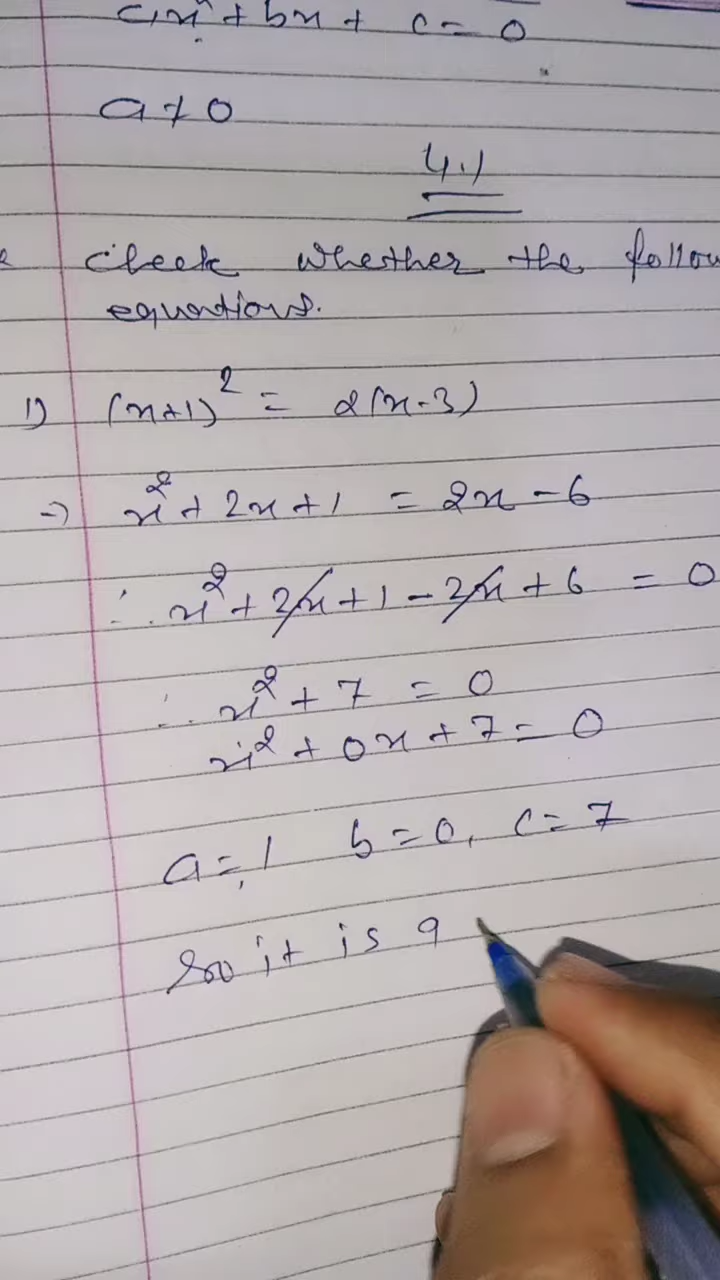 ax² + bx + c = 0
a ≠ 0
4.1
check whether the follow
equations.
1) (x+1)² = 2(x-3)
→ x² + 2x + 1 = 2x - 6
∴ x² + 2x + 1 - 2x + 6 = 0
∴ x² + 7 = 0
x² + 0x + 7 = 0
a = 1 b = 0, c = 7
So it is q